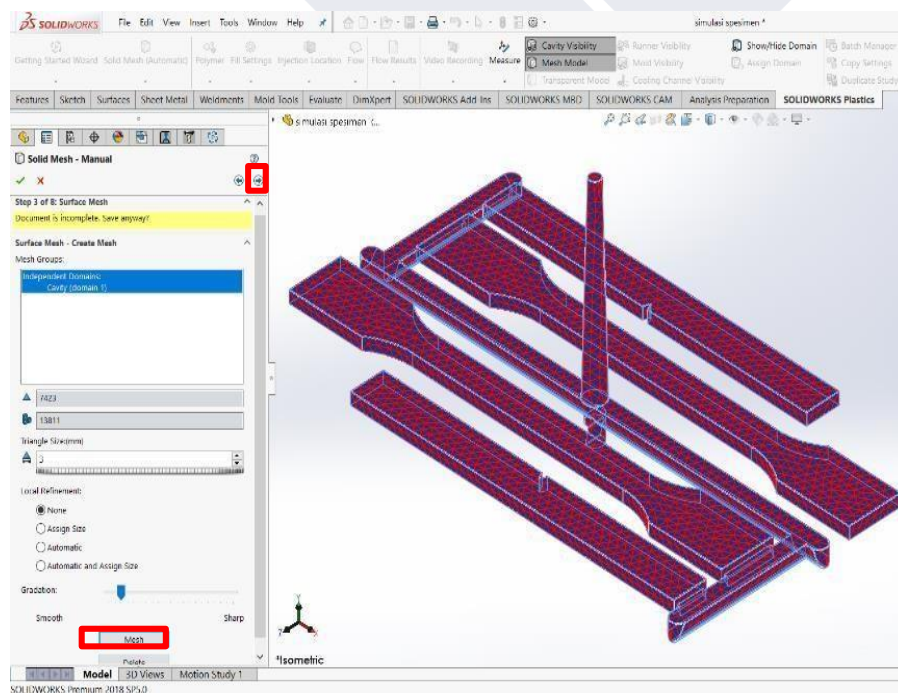 SOLIDWORKS File Edit View Insert Tools Window Help simulasi spesimen *
Getting Started Wizard Solid Mesh (Automatic) Polymer Fill Settings Injection Location Flow Flow Results Video Recording Measure Cavity Visibility Runner Visibility Show/Hide Domain Batch Manager
Mesh Model Mold Visibility Assign Domain Copy Settings
Transparent Model Cooling Channel Visibility Duplicate Study
Features Sketch Surfaces Sheet Metal Weldments Mold Tools Evaluate DimXpert SOLIDWORKS Add-Ins SOLIDWORKS MBD SOLIDWORKS CAM Analysis Preparation SOLIDWORKS Plastics
simulasi spesimen (...
Solid Mesh - Manual
Step 3 of 8: Surface Mesh
Document is incomplete. Save anyway?
Surface Mesh - Create Mesh
Mesh Groups:
Independent Domains:
Cavity (domain 1)
7423
13811
Triangle Size(mm)
3
Local Refinement:
None
Assign Size
Automatic
Automatic and Assign Size
Gradation:
Smooth Sharp
Mesh
Delete
*Isometric
Model 3D Views Motion Study 1
SOLIDWORKS Premium 2018 SP5.0